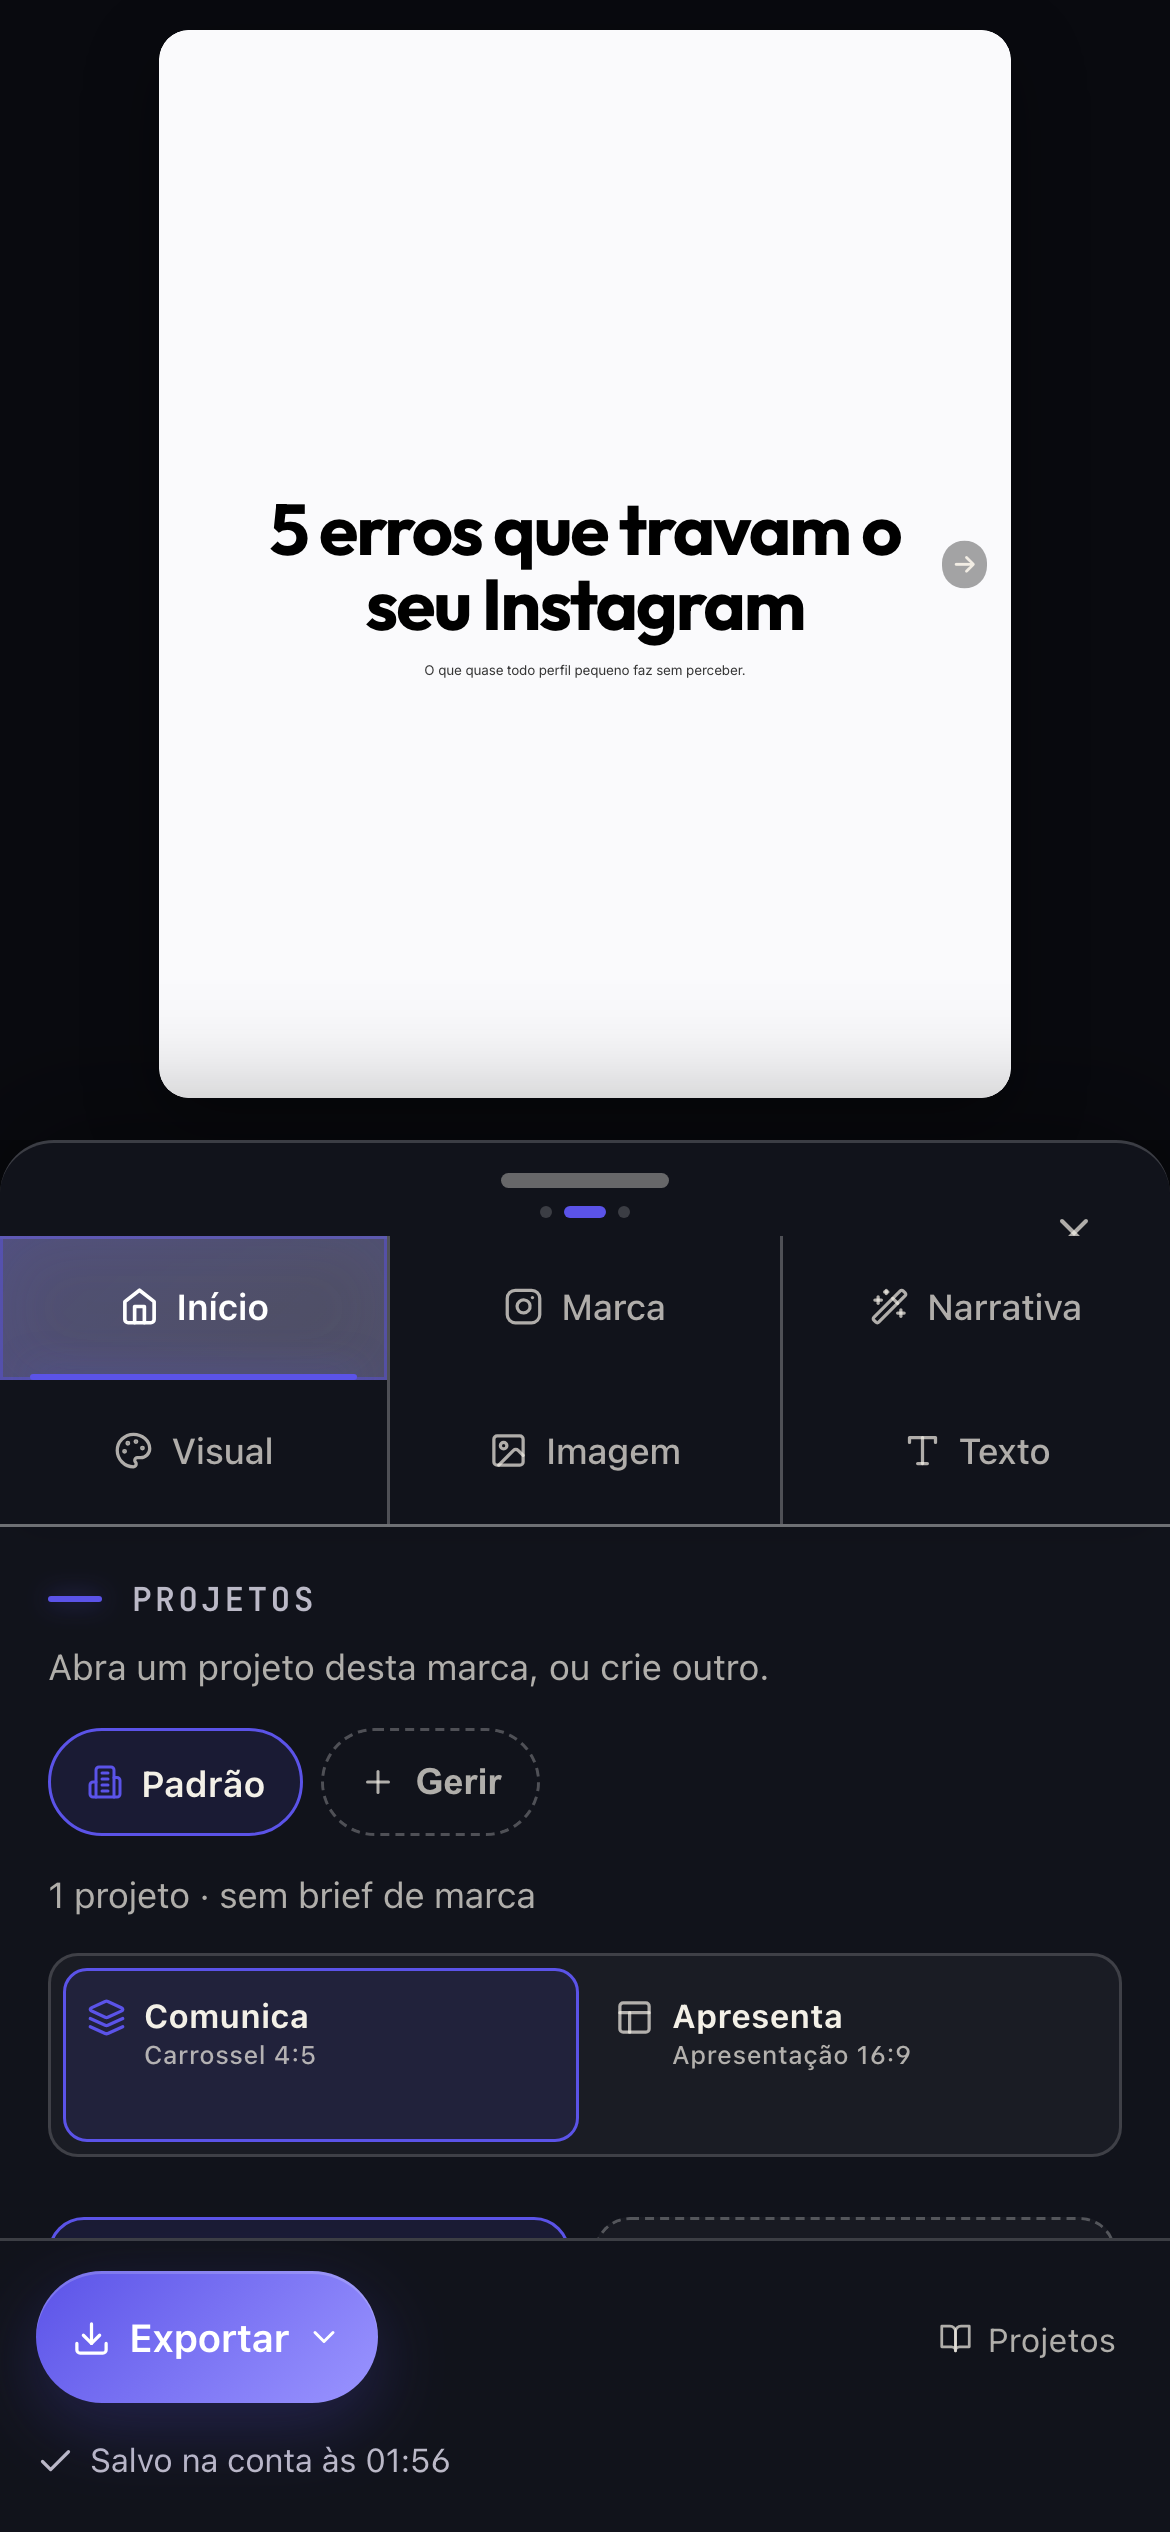 5 erros que travam o
seu Instagram
O que quase todo perfil pequeno faz sem perceber.
Início
Marca
Narrativa
Visual
Imagem
Texto
PROJETOS
Abra um projeto desta marca, ou crie outro.
Padrão
+ Gerir
1 projeto · sem brief de marca
Comunica
Carrossel 4:5
Apresenta
Apresentação 16:9
Exportar
Projetos
Salvo na conta às 01:56